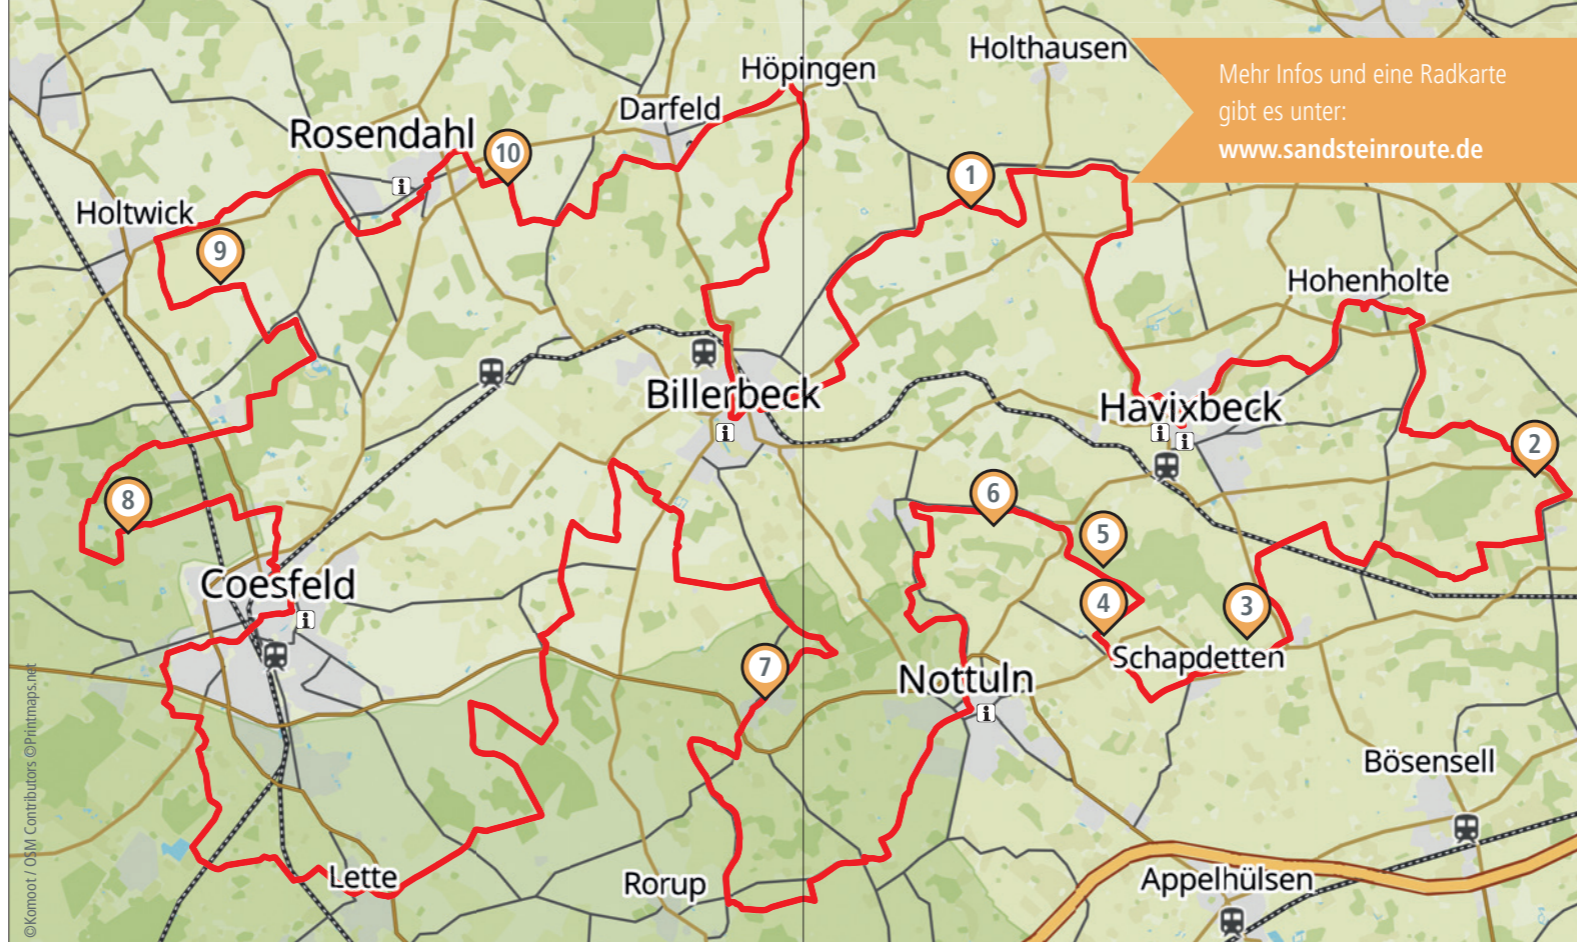 Höpingen
Holthausen
Mehr Infos und eine Radkarte
gibt es unter:
www.sandsteinroute.de
Darfeld
Rosendahl
10
1
i
Holtwick
9
Hohenholte
Billerbeck
Havixbeck
i
i
i
2
8
6
5
Coesfeld
4
3
i
7
Schapdetten
Nottuln
i
Bösensell
Lette
Rorup
Appelhülsen
©Komoot / OSM Contributors ©Printmaps.net